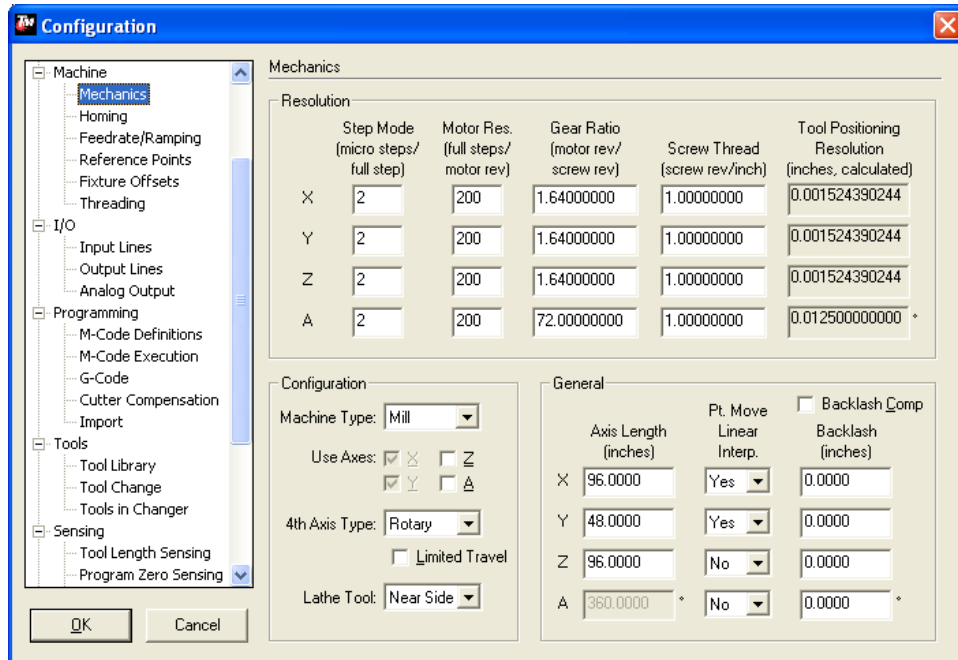 TM Configuration
Machine
Mechanics
Homing
Feedrate/Ramping
Reference Points
Fixture Offsets
Threading
I/O
Input Lines
Output Lines
Analog Output
Programming
M-Code Definitions
M-Code Execution
G-Code
Cutter Compensation
Import
Tools
Tool Library
Tool Change
Tools in Changer
Sensing
Tool Length Sensing
Program Zero Sensing
OK Cancel
Mechanics
Resolution
Step Mode (micro steps/ full step) Motor Res. (full steps/ motor rev) Gear Ratio (motor rev/ screw rev) Screw Thread (screw rev/inch) Tool Positioning Resolution (inches, calculated)
X 2 200 1.64000000 1.00000000 0.001524390244
Y 2 200 1.64000000 1.00000000 0.001524390244
Z 2 200 1.64000000 1.00000000 0.001524390244
A 2 200 72.00000000 1.00000000 0.012500000000 °
Configuration
Machine Type: Mill
Use Axes: X Z
Y A
4th Axis Type: Rotary
Limited Travel
Lathe Tool: Near Side
General
Backlash Comp
Axis Length (inches) Pt. Move Linear Interp. Backlash (inches)
X 96.0000 Yes 0.0000
Y 48.0000 Yes 0.0000
Z 96.0000 No 0.0000
A 360.0000 ° No 0.0000 °